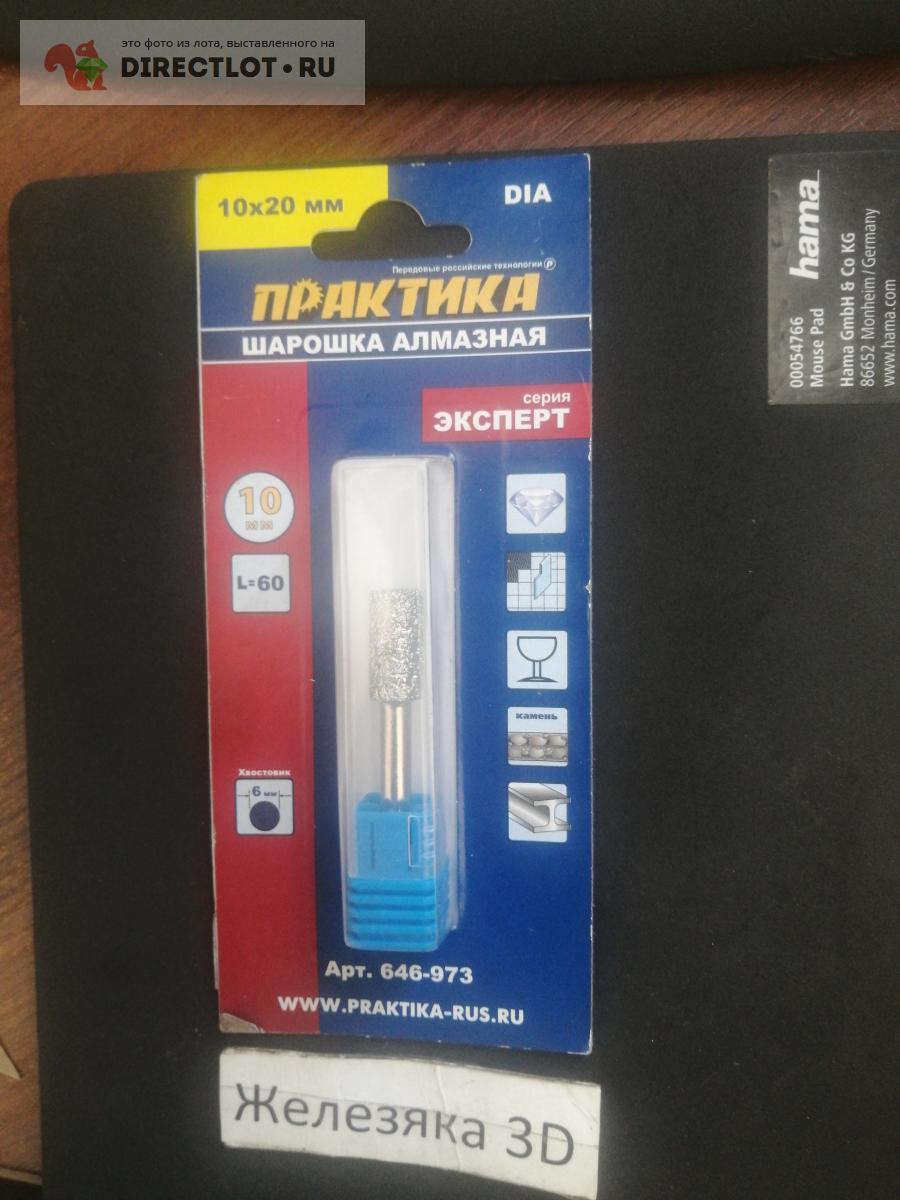 это фото из лота, выставленного на
DIRECTLOT.RU
10x20 мм
DIA
Передовые российские технологии
ПРАКТИКА
ШАРОШКА АЛМАЗНАЯ
серия
ЭКСПЕРТ
10
мм
L=60
камень
Хвостовик
6 мм
Арт. 646-973
WWW.PRAKTIKA-RUS.RU
Железяка 3D
hama
00054766
Mouse Pad
Hama GmbH & Co KG
86652 Monheim/Germany
www.hama.com